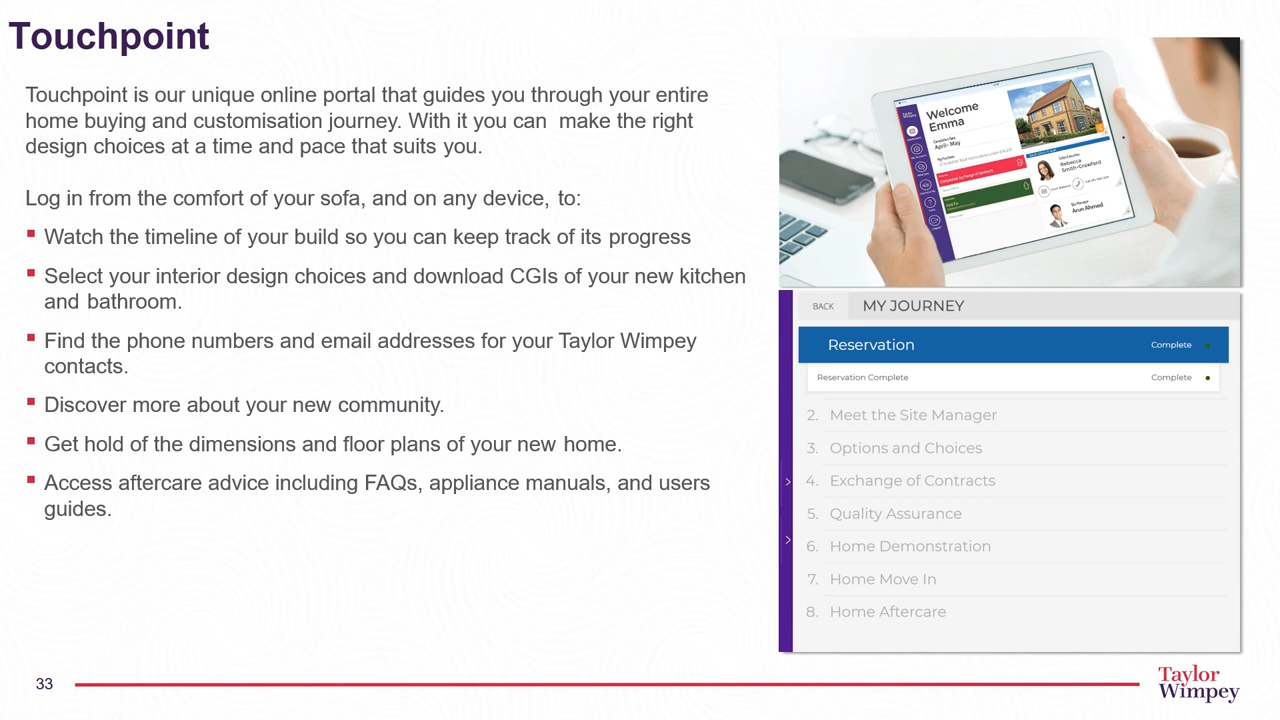 Touchpoint
Touchpoint is our unique online portal that guides you through your entire
home buying and customisation journey. With it you can  make the right
design choices at a time and pace that suits you.
Log in from the comfort of your sofa, and on any device, to:
Watch the timeline of your build so you can keep track of its progress
Select your interior design choices and download CGIs of your new kitchen
and bathroom.
Find the phone numbers and email addresses for your Taylor Wimpey
contacts.
Discover more about your new community.
Get hold of the dimensions and floor plans of your new home.
Access aftercare advice including FAQs, appliance manuals, and users
guides.
Welcome
Emma
April- May
Rebecca
Smith-Crawford
Arun Ahmed
BACK MY JOURNEY
Reservation Complete
Reservation Complete Complete
2. Meet the Site Manager
3. Options and Choices
4. Exchange of Contracts
5. Quality Assurance
6. Home Demonstration
7. Home Move In
8. Home Aftercare
33
Taylor
Wimpey